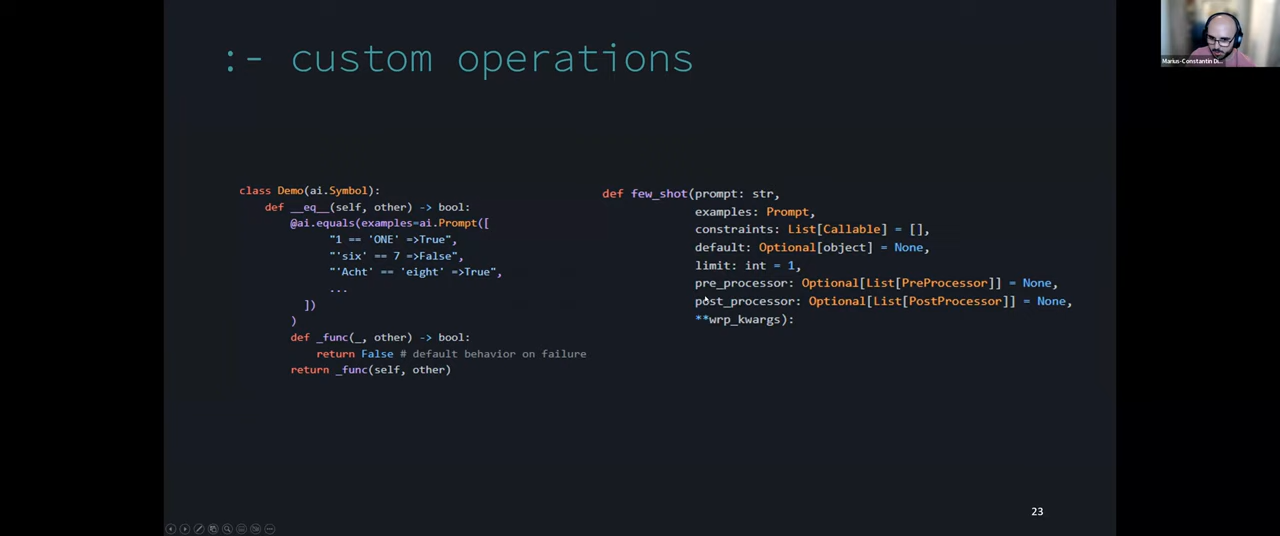 :- custom operations
Marius-Constantin Di...
class Demo(ai.Symbol):
def __eq__(self, other) -> bool:
@ai.equals(examples=ai.Prompt([
"1 == 'ONE' =>True",
"'six' == 7 =>False",
"'Acht' == 'eight' =>True",
...
])
)
def _func(_, other) -> bool:
return False # default behavior on failure
return _func(self, other)
def few_shot(prompt: str,
examples: Prompt,
constraints: List[Callable] = [],
default: Optional[object] = None,
limit: int = 1,
pre_processor: Optional[List[PreProcessor]] = None,
post_processor: Optional[List[PostProcessor]] = None,
**wrp_kwargs):
23